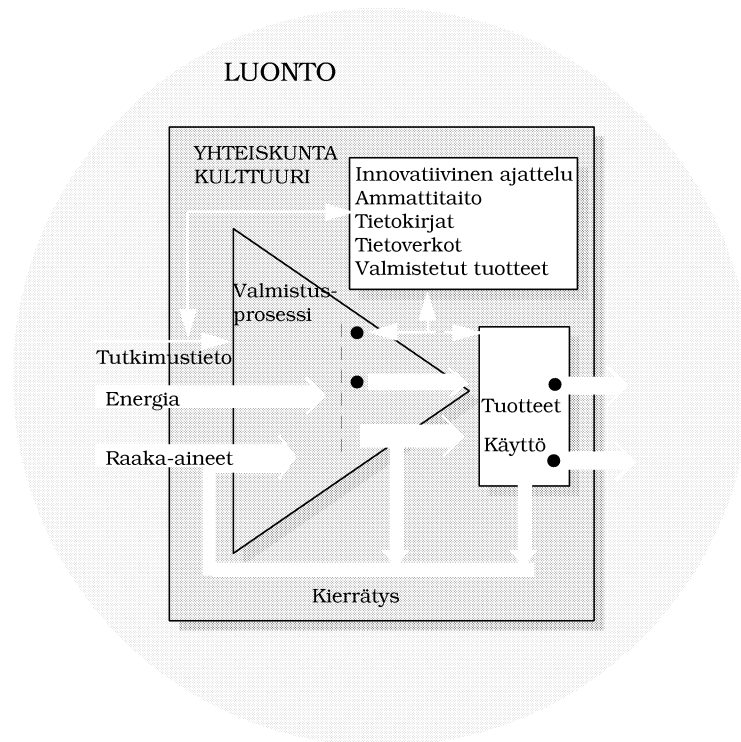 LUONTO
YHTEISKUNTA
KULTTUURI
Innovatiivinen ajattelu
Ammattitaito
Tietokirjat
Tietoverkot
Valmistetut tuotteet
Valmistus-
prosessi
Tutkimustieto
Energia
Raaka-aineet
Tuotteet
Käyttö
Kierrätys